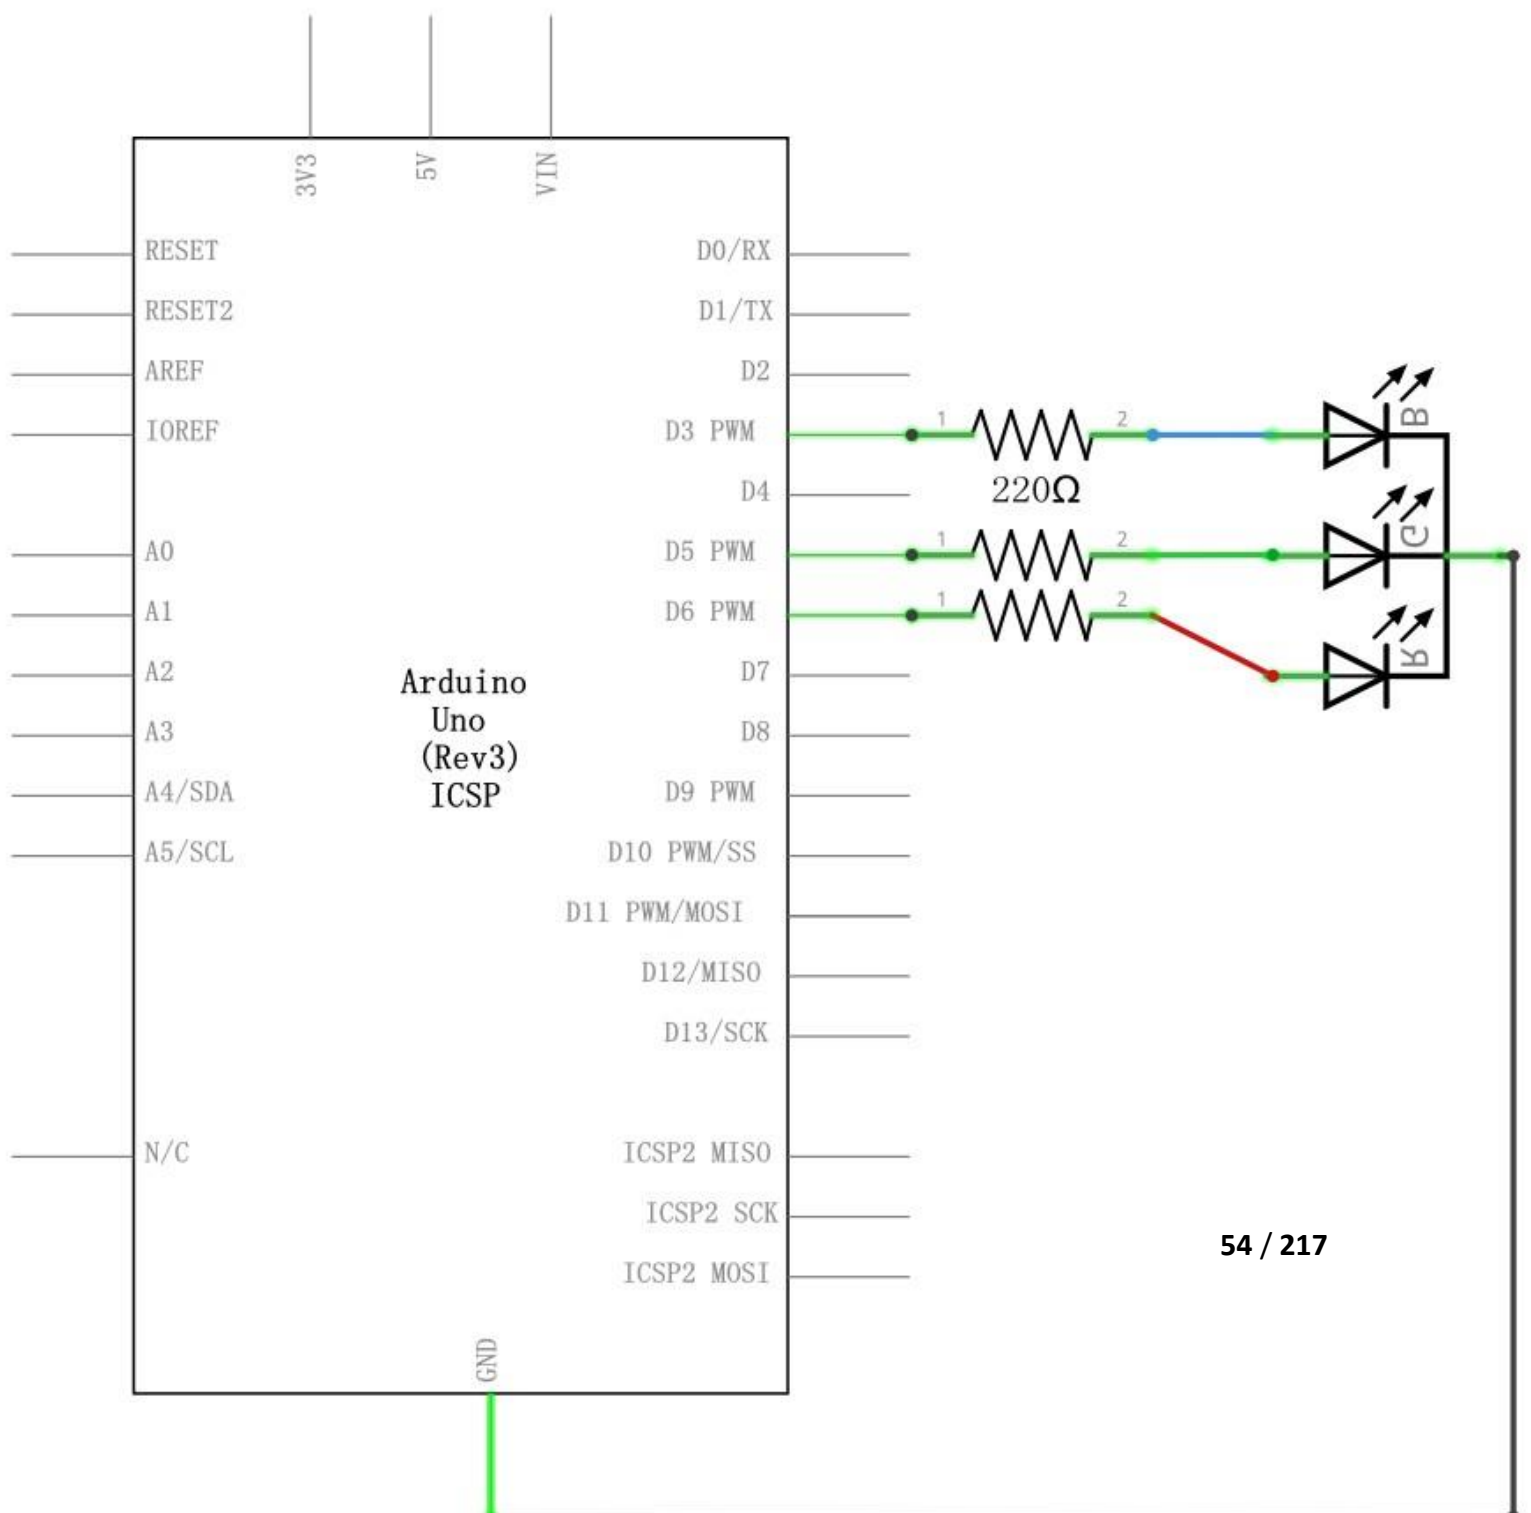 3V3 5V VIN
RESET D0/RX
RESET2 D1/TX
AREF D2
IOREF D3 PWM 1 2 B
D4 220Ω
A0 D5 PWM 1 2 G
A1 D6 PWM 1 2
A2 D7 R
Arduino
Uno
(Rev3)
ICSP
A3 D8
A4/SDA D9 PWM
A5/SCL D10 PWM/SS
D11 PWM/MOSI
D12/MISO
D13/SCK
N/C ICSP2 MISO
ICSP2 SCK
54 / 217
ICSP2 MOSI
GND